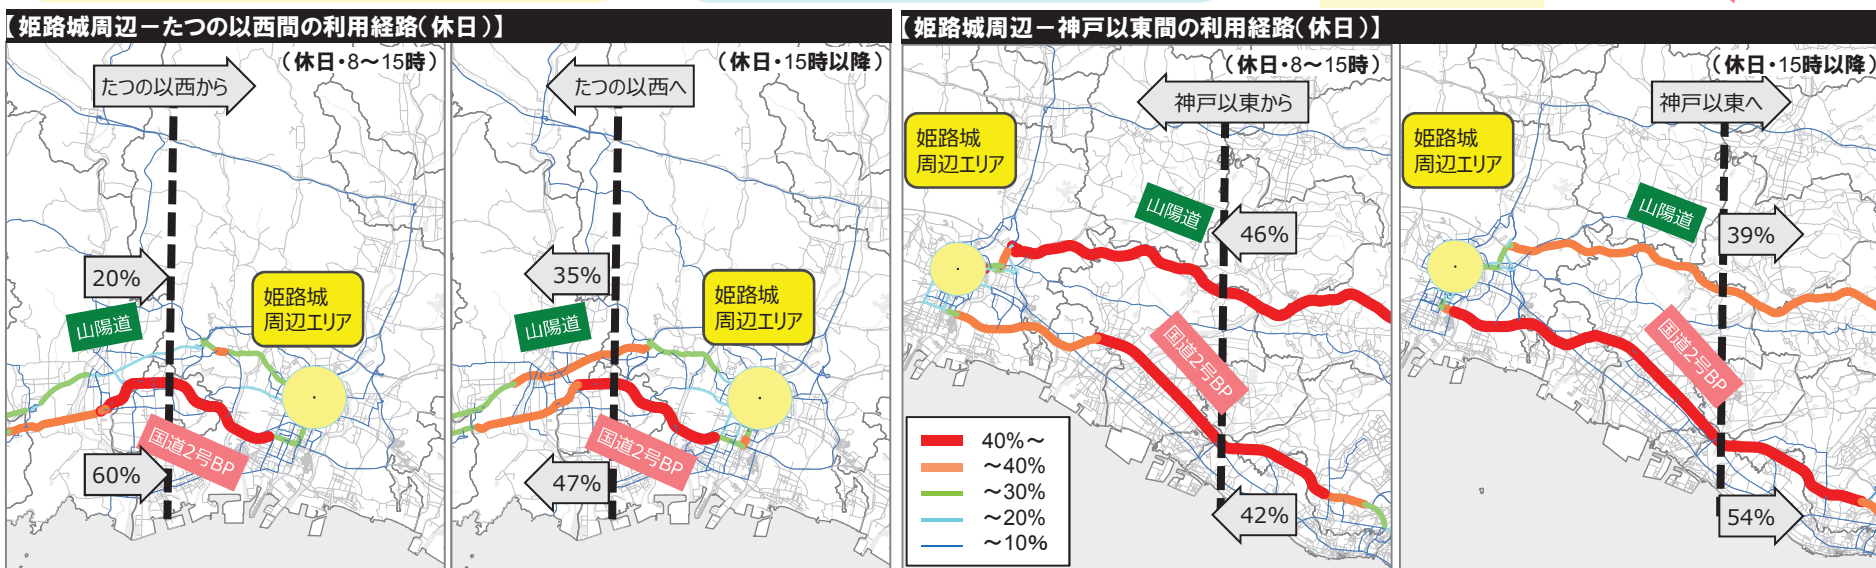 【姫路城周辺－たつの以西間の利用経路(休日)】
(休日・8～15時)
たつの以西から
20%
山陽道
姫路城
周辺エリア
国道2号BP
60%
(休日・15時以降)
たつの以西へ
35%
山陽道
姫路城
周辺エリア
国道2号BP
47%
【姫路城周辺－神戸以東間の利用経路(休日)】
(休日・8～15時)
神戸以東から
姫路城
周辺エリア
山陽道
46%
国道2号BP
40%～
～40%
～30%
～20%
～10%
42%
(休日・15時以降)
神戸以東へ
姫路城
周辺エリア
山陽道
39%
国道2号BP
54%